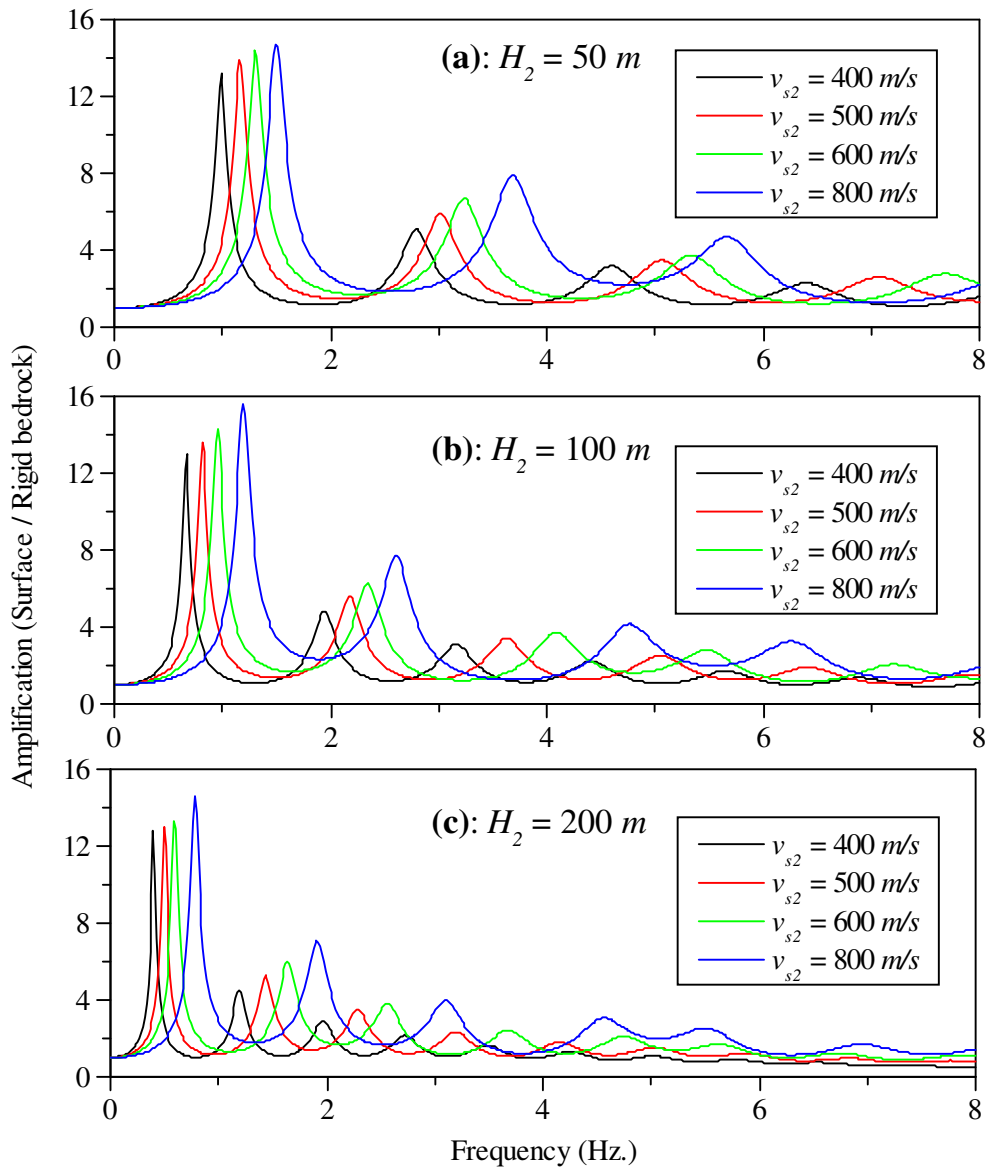 Amplification (Surface / Rigid bedrock)
16
12
8
4
0
(a): H₂ = 50 m
vₛ₂ = 400 m/s
vₛ₂ = 500 m/s
vₛ₂ = 600 m/s
vₛ₂ = 800 m/s
0 2 4 6 8
16
12
8
4
0
(b): H₂ = 100 m
vₛ₂ = 400 m/s
vₛ₂ = 500 m/s
vₛ₂ = 600 m/s
vₛ₂ = 800 m/s
0 2 4 6 8
16
12
8
4
0
(c): H₂ = 200 m
vₛ₂ = 400 m/s
vₛ₂ = 500 m/s
vₛ₂ = 600 m/s
vₛ₂ = 800 m/s
0 2 4 6 8
Frequency (Hz.)